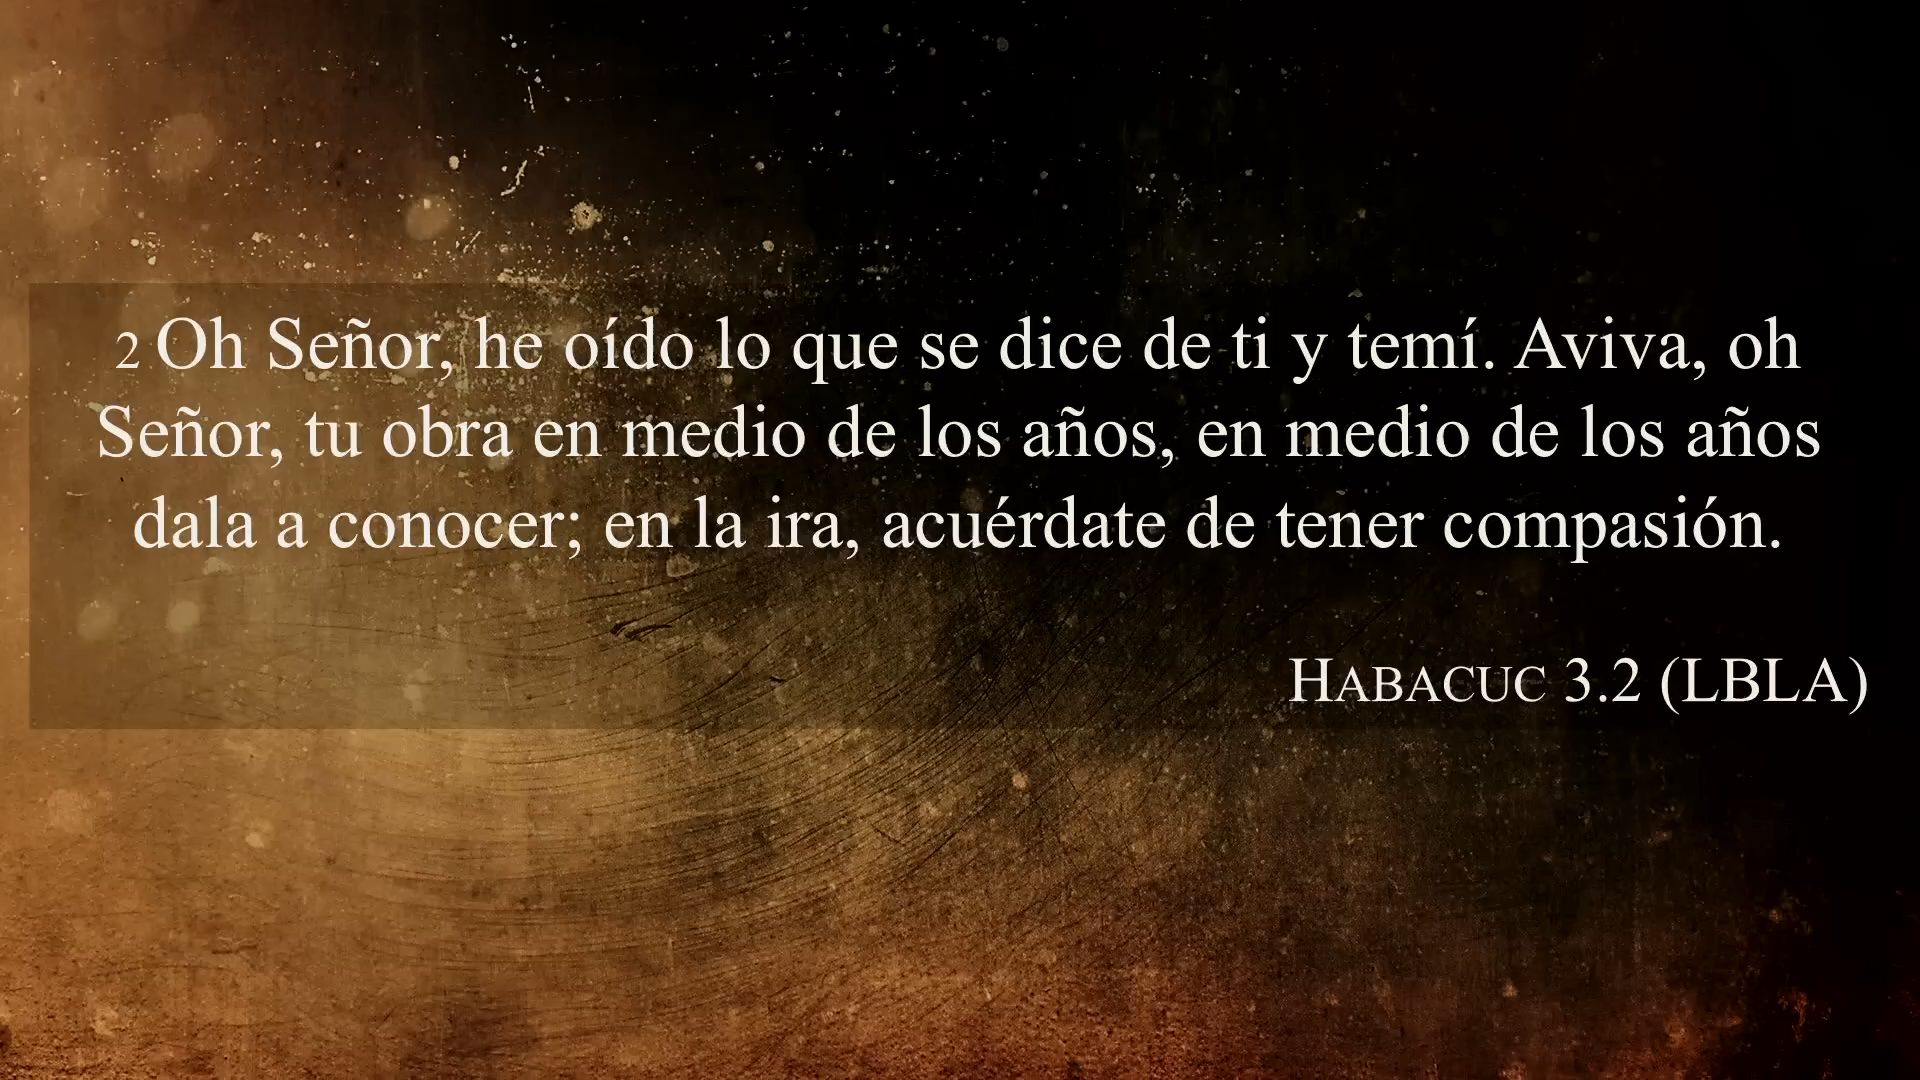 2 Oh Señor, he oído lo que se dice de ti y temí. Aviva, oh
Señor, tu obra en medio de los años, en medio de los años
dala a conocer; en la ira, acuérdate de tener compasión.
Habacuc 3.2 (LBLA)